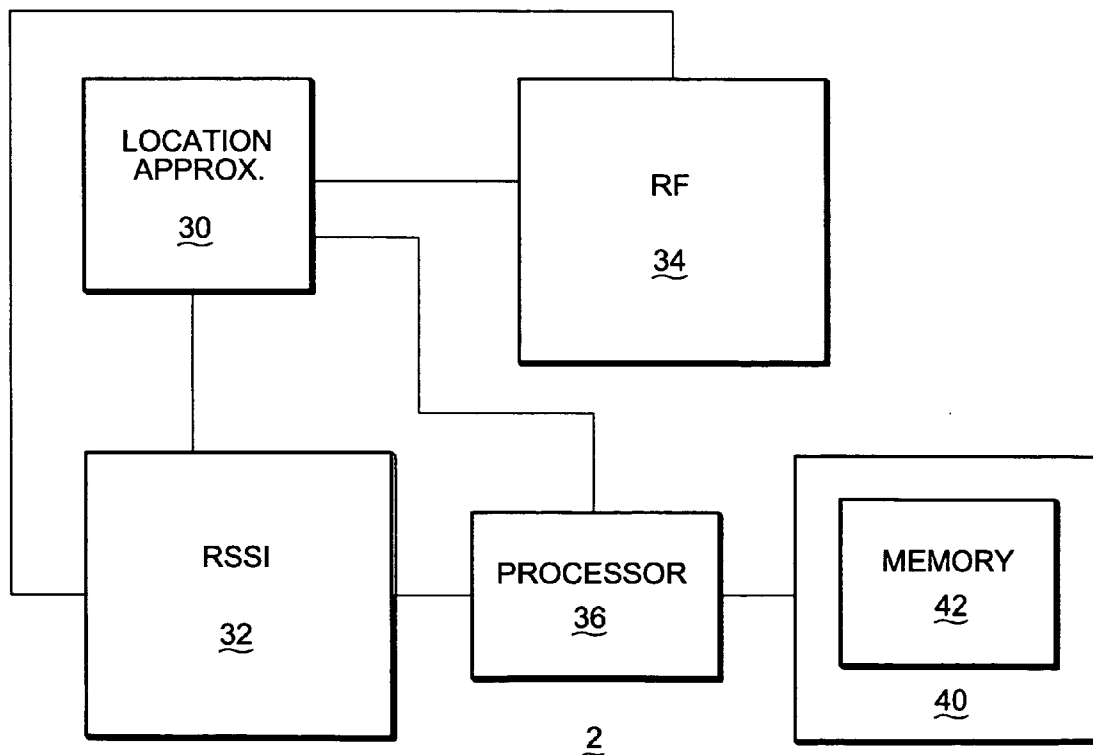 LOCATION
APPROX.
30
RF
34
RSSI
32
PROCESSOR
36
MEMORY
42
40
2